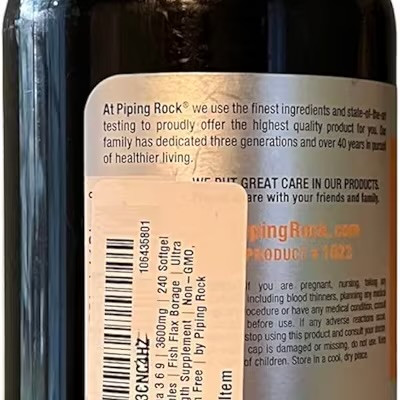 At Piping Rock® we use the finest ingredients and state-of-the-art
testing to proudly offer the highest quality product for you. Our
family has dedicated three generations and over 40 years in pursuit
of healthier living.
WE PUT GREAT CARE IN OUR PRODUCTS.
are with your friends and family.
pingRock.com
PRODUCT # 1023
if you are pregnant, nursing, taking any
including blood thinners, planning any medical
ocedure or have any medical condition, consult
before use. If any adverse reactions occur,
stop using this product and consult your doctor.
cap is damaged or missing, do not use. Keep
of children. Store in a cool, dry place.
106435801
3CNC4HZ
a 3 6 9 | 3600mg | 240 Softgel
les | Fish Flax Borage | Ultra
gth Supplement | Non-GMO,
n Free | by Piping Rock
Item